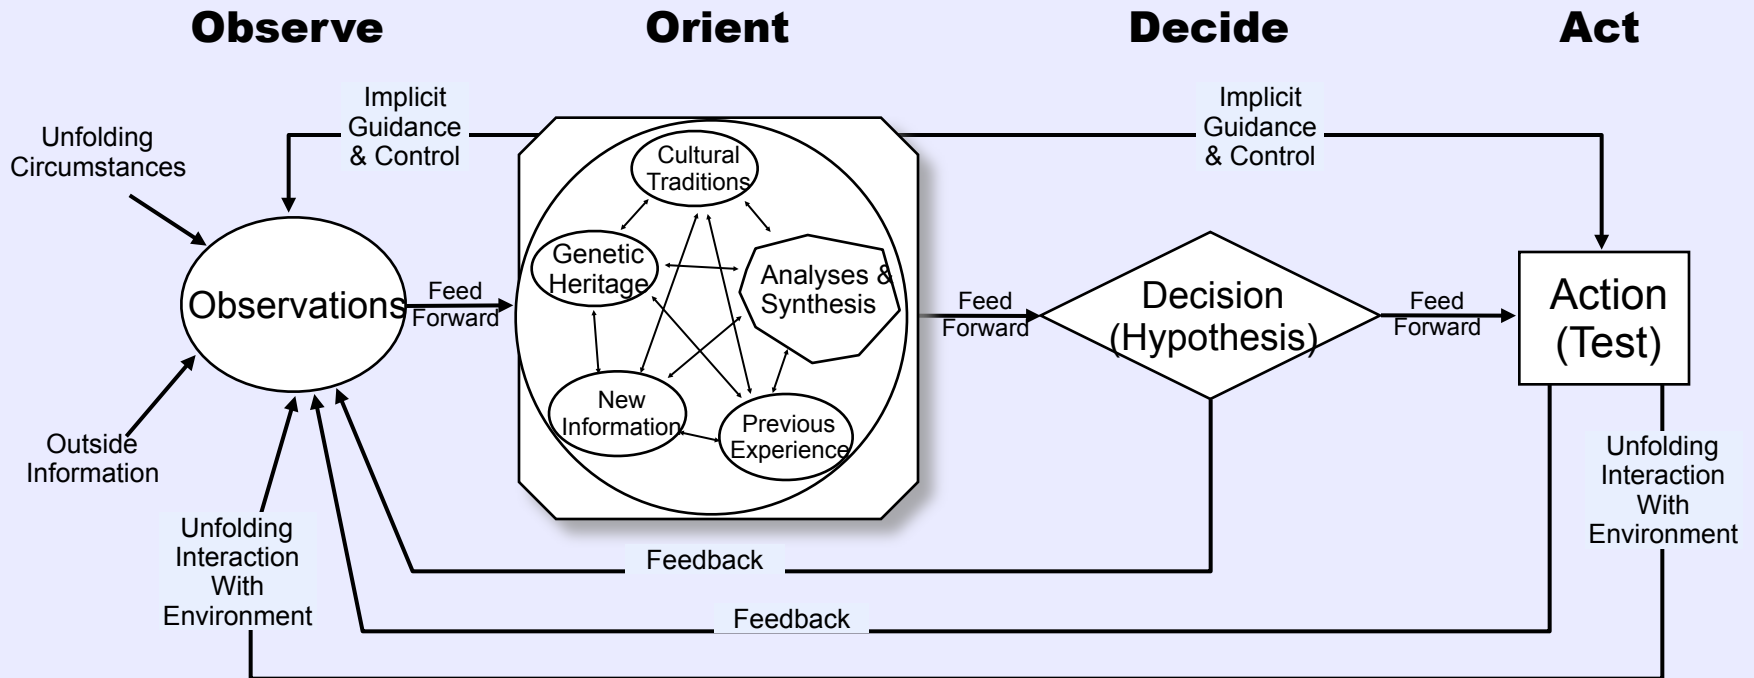 Observe
Orient
Decide
Act
Implicit
Guidance
& Control
Implicit
Guidance
& Control
Unfolding
Circumstances
Cultural
Traditions
Genetic
Heritage
Analyses &
Synthesis
Observations
Feed
Forward
Feed
Forward
Decision
(Hypothesis)
Feed
Forward
Action
(Test)
New
Information
Previous
Experience
Outside
Information
Unfolding
Interaction
With
Environment
Unfolding
Interaction
With
Environment
Feedback
Feedback